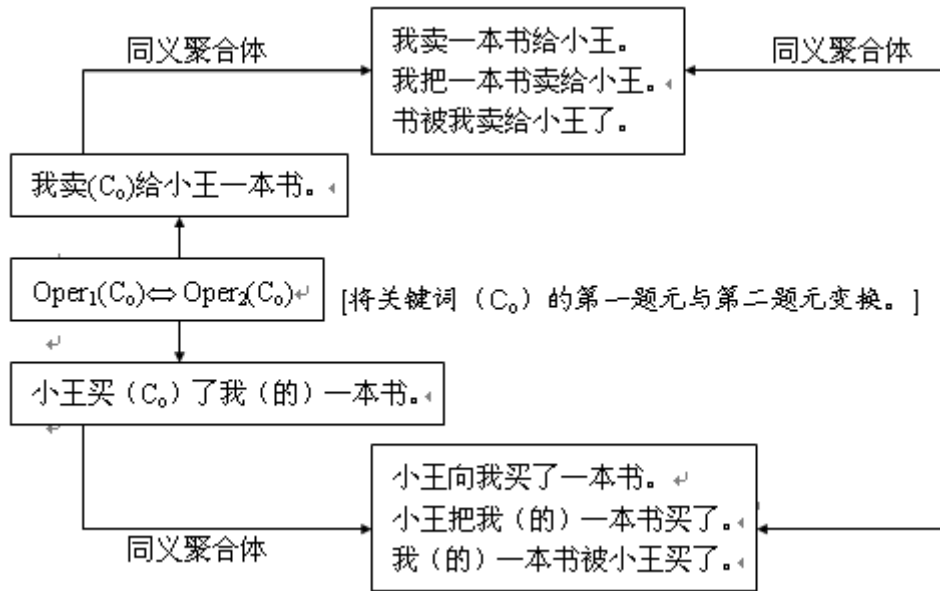 同义聚合体
我卖一本书给小王。
我把一本书卖给小王。
书被我卖给小王了。
同义聚合体
我卖(C₀)给小王一本书。
Oper₁(C₀)⇔Oper₂(C₀)
[将关键词（C₀）的第一题元与第二题元变换。]
小王买（C₀）了我（的）一本书。
同义聚合体
小王向我买了一本书。
小王把我（的）一本书买了。
我（的）一本书被小王买了。